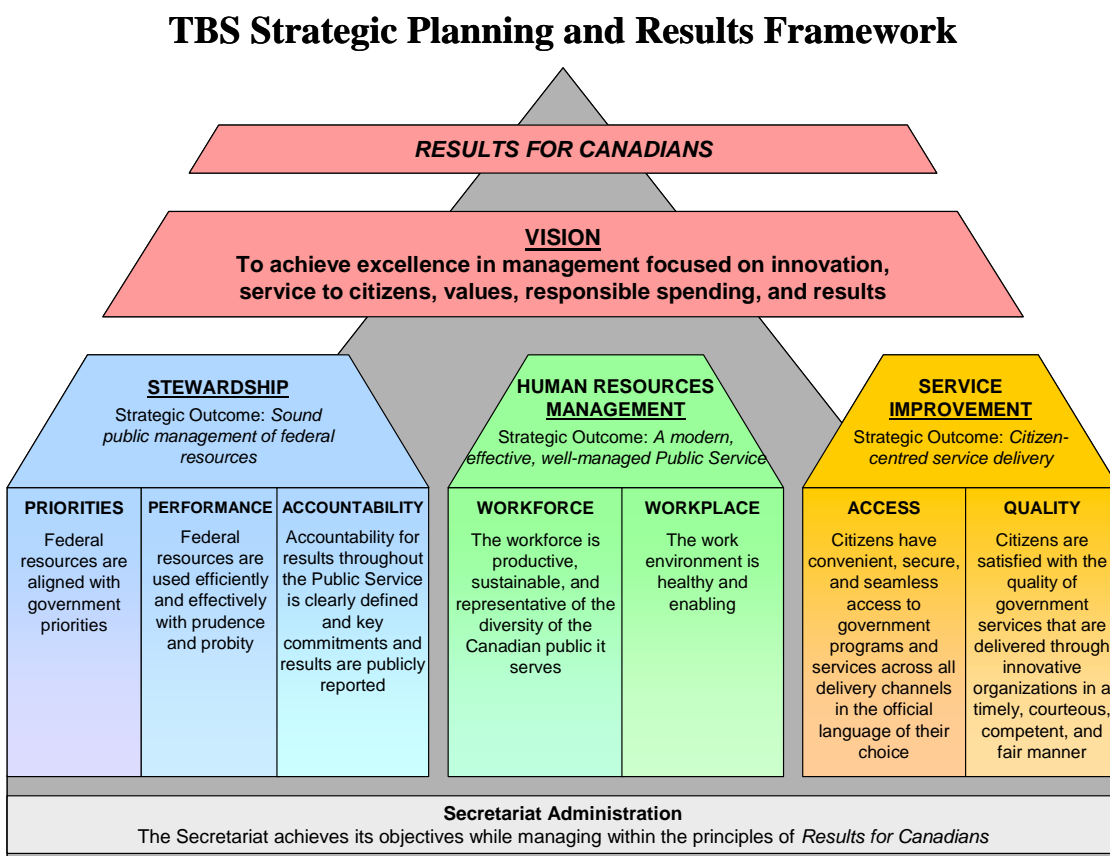 TBS Strategic Planning and Results Framework
RESULTS FOR CANADIANS
VISION
To achieve excellence in management focused on innovation,
service to citizens, values, responsible spending, and results
STEWARDSHIP
Strategic Outcome: Sound
public management of federal
resources
PRIORITIES
Federal
resources are
aligned with
government
priorities
PERFORMANCE
Federal
resources are
used efficiently
and effectively
with prudence
and probity
ACCOUNTABILITY
Accountability for
results throughout
the Public Service
is clearly defined
and key
commitments and
results are publicly
reported
HUMAN RESOURCES
MANAGEMENT
Strategic Outcome: A modern,
effective, well-managed Public Service
WORKFORCE
The workforce is
productive,
sustainable, and
representative of the
diversity of the
Canadian public it
serves
WORKPLACE
The work
environment is
healthy and
enabling
SERVICE
IMPROVEMENT
Strategic Outcome: Citizen-
centred service delivery
ACCESS
Citizens have
convenient, secure,
and seamless
access to
government
programs and
services across all
delivery channels
in the official
language of their
choice
QUALITY
Citizens are
satisfied with the
quality of
government
services that are
delivered through
innovative
organizations in a
timely, courteous,
competent, and
fair manner
Secretariat Administration
The Secretariat achieves its objectives while managing within the principles of Results for Canadians